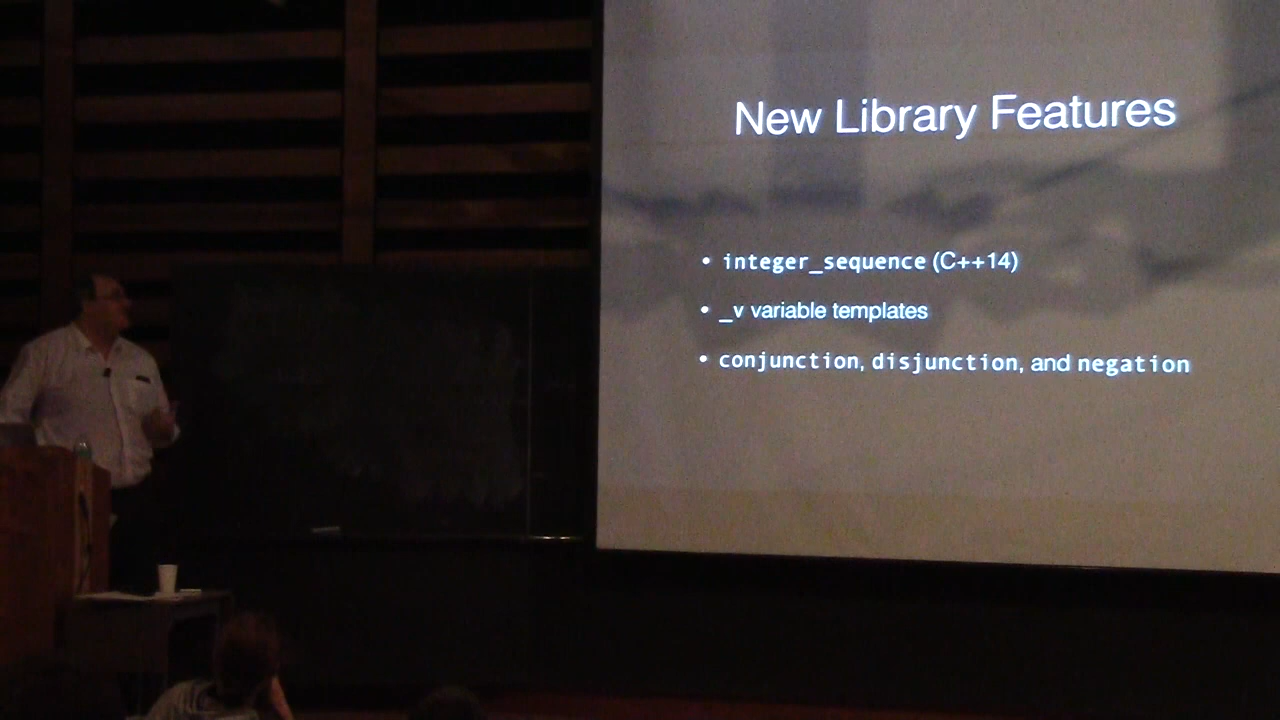 New Library Features
• integer_sequence (C++14)
• _v variable templates
• conjunction, disjunction, and negation